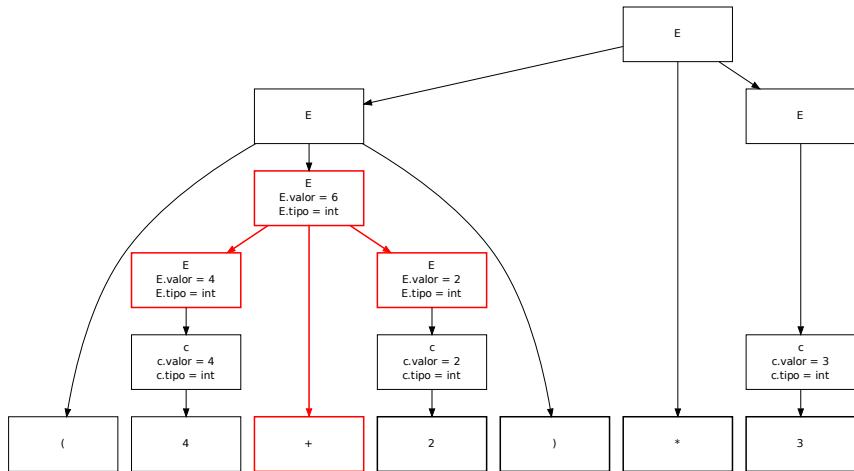 E
E
E
E
E.valor = 6
E.tipo = int
E
E.valor = 4
E.tipo = int
E
E.valor = 2
E.tipo = int
c
c.valor = 4
c.tipo = int
c
c.valor = 2
c.tipo = int
c
c.valor = 3
c.tipo = int
(
4
+
2
)
*
3